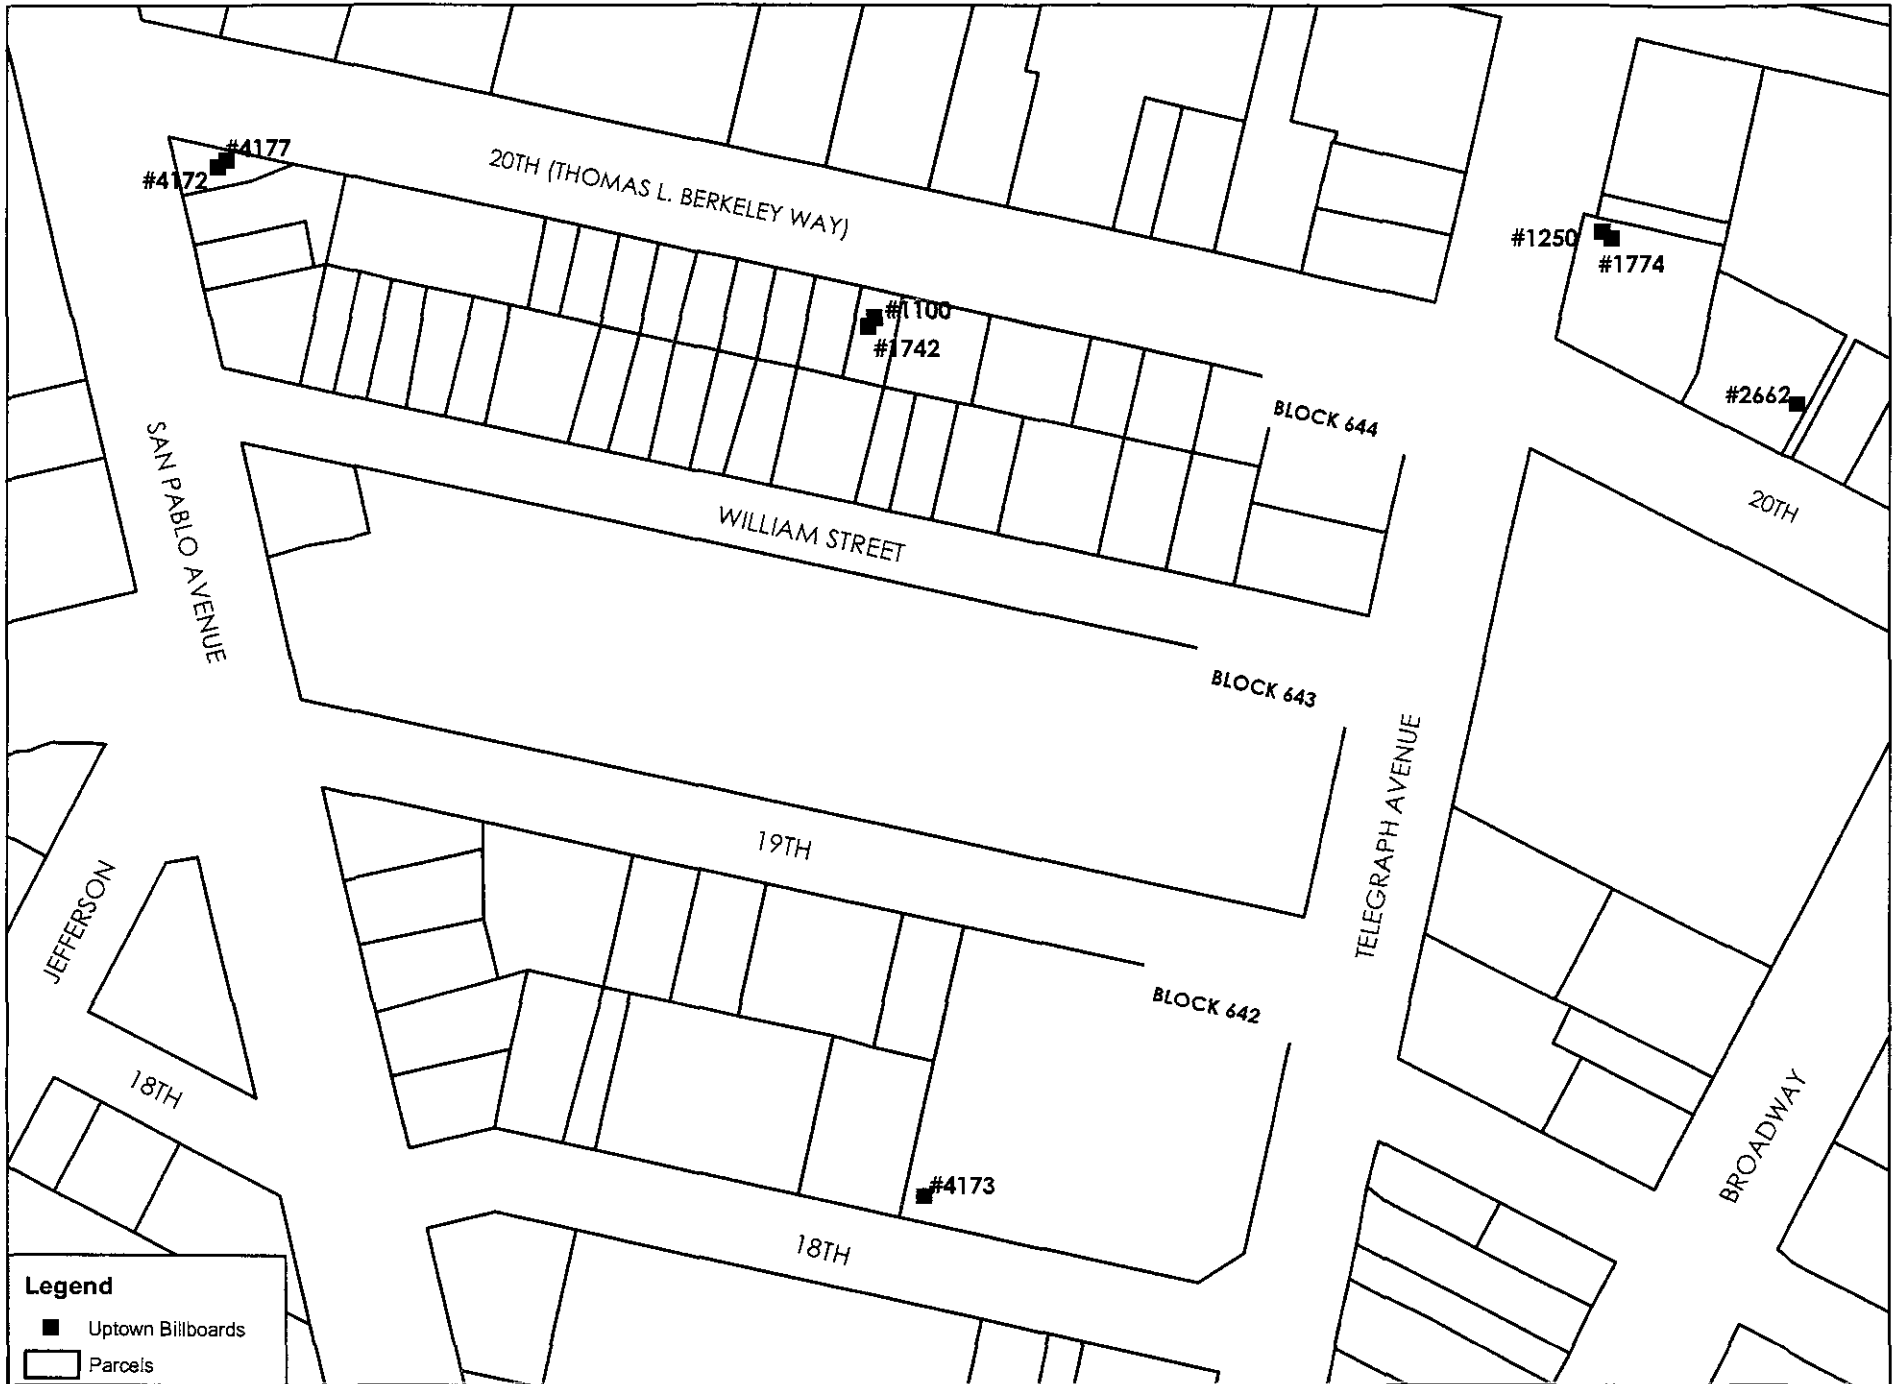 #4177
#4172
20TH (THOMAS L. BERKELEY WAY)
#1250
#1774
#1100
#1742
#2662
BLOCK 644
20TH
SAN PABLO AVENUE
WILLIAM STREET
BLOCK 643
TELEGRAPH AVENUE
19TH
JEFFERSON
BLOCK 642
18TH
BROADWAY
#4173
18TH
Legend
Uptown Billboards
Parcels